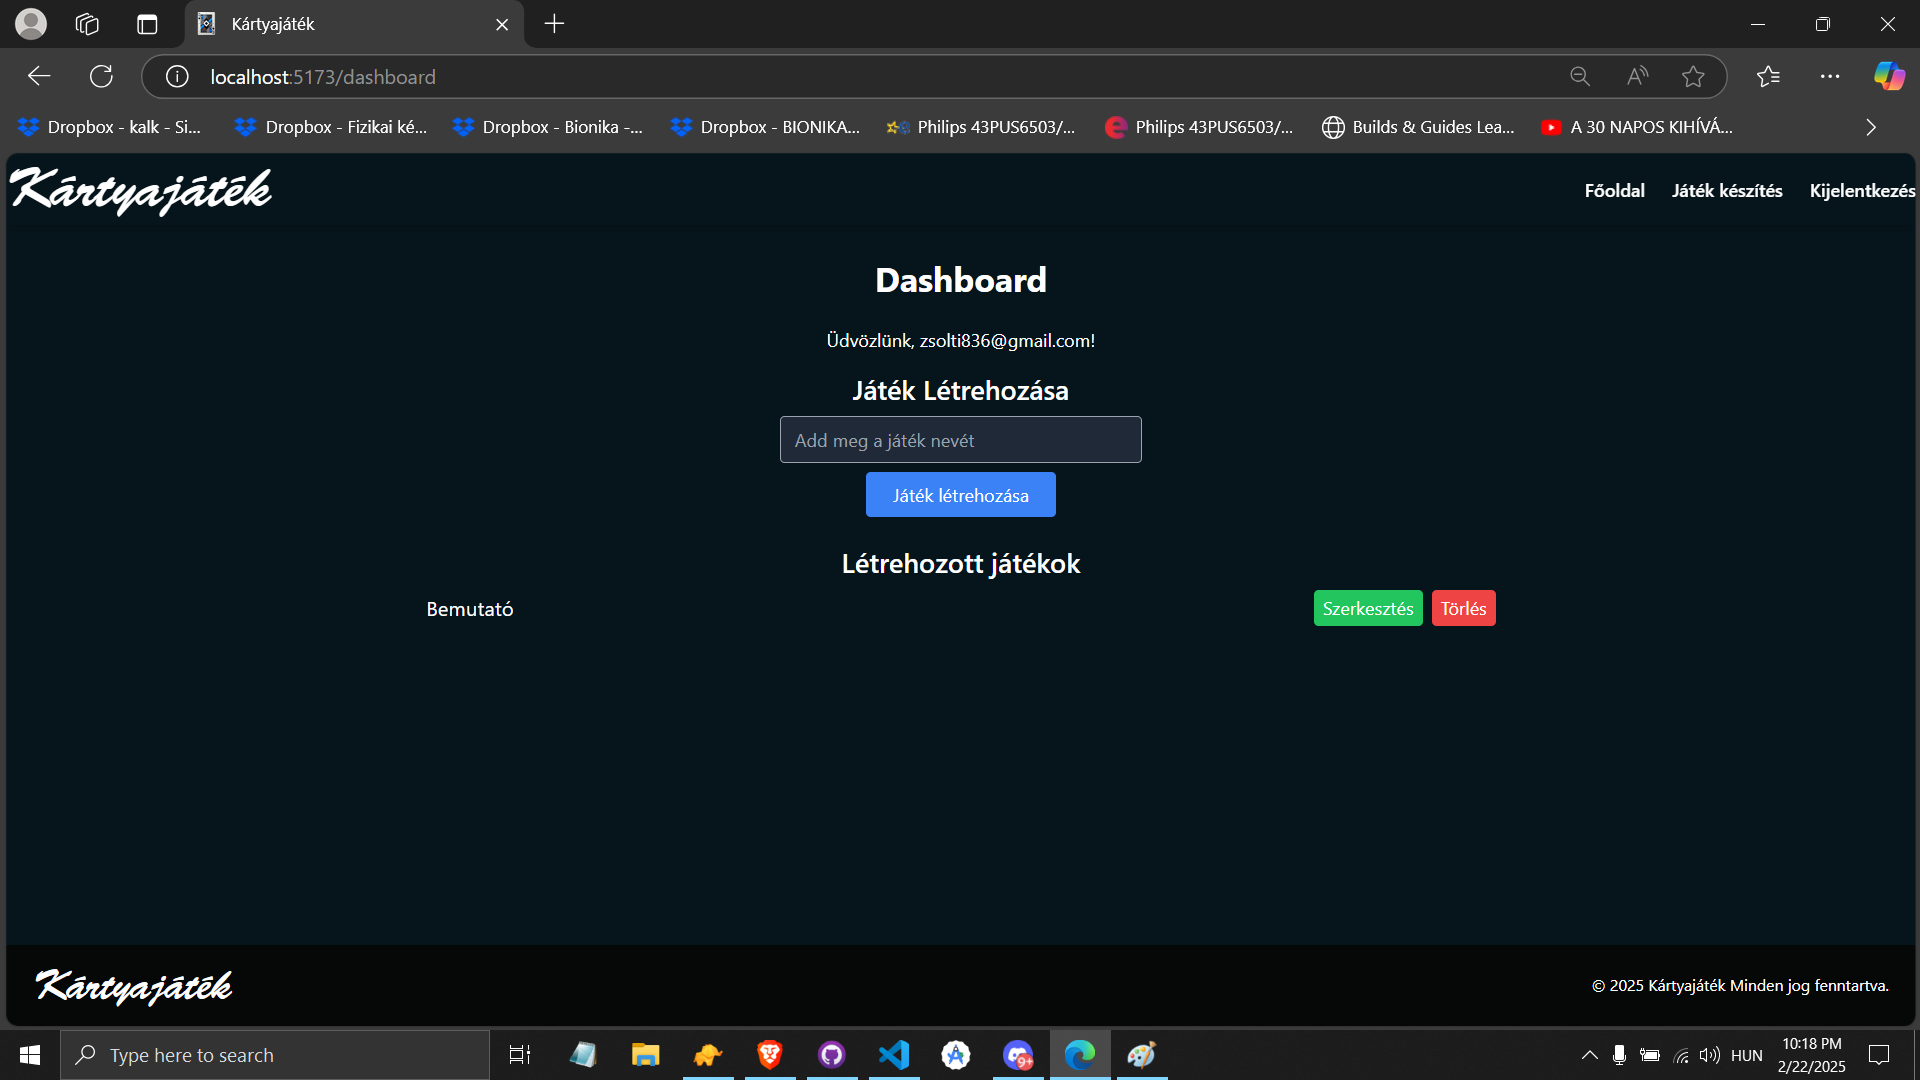 Kártyajáték
localhost:5173/dashboard
Dropbox - kalk - Si...
Dropbox - Fizikai ké...
Dropbox - Bionika -...
Dropbox - BIONIKA...
Philips 43PUS6503/...
Philips 43PUS6503/...
Builds & Guides Lea...
A 30 NAPOS KIHÍVÁ...
Kártyajáték
Főoldal
Játék készítés
Kijelentkezés
Dashboard
Üdvözlünk, zsolti836@gmail.com!
Játék Létrehozása
Add meg a játék nevét
Játék létrehozása
Létrehozott játékok
Bemutató
Szerkesztés
Törlés
Kártyajáték
© 2025 Kártyajáték Minden jog fenntartva.
Type here to search
9+
HUN
10:18 PM
2/22/2025